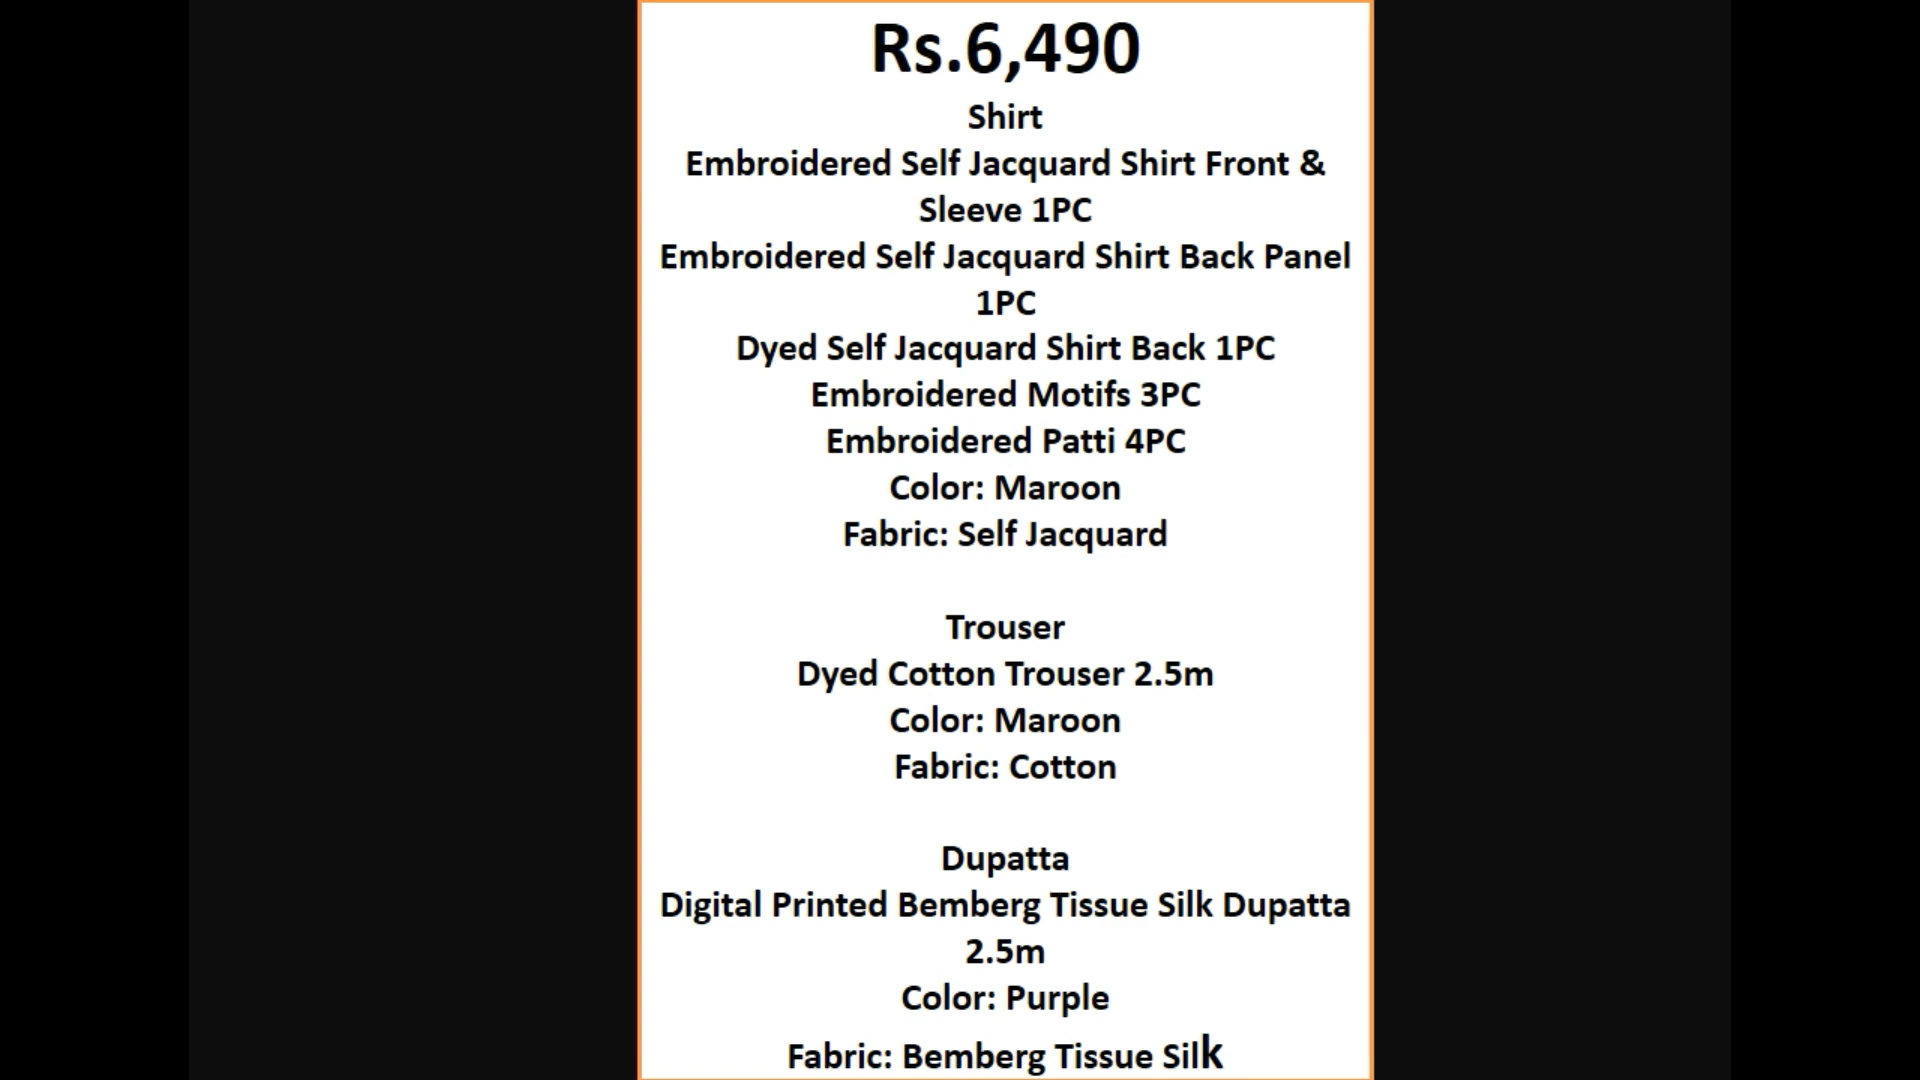 Rs.6,490
Shirt
Embroidered Self Jacquard Shirt Front &
Sleeve 1PC
Embroidered Self Jacquard Shirt Back Panel
1PC
Dyed Self Jacquard Shirt Back 1PC
Embroidered Motifs 3PC
Embroidered Patti 4PC
Color: Maroon
Fabric: Self Jacquard
Trouser
Dyed Cotton Trouser 2.5m
Color: Maroon
Fabric: Cotton
Dupatta
Digital Printed Bemberg Tissue Silk Dupatta
2.5m
Color: Purple
Fabric: Bemberg Tissue Silk